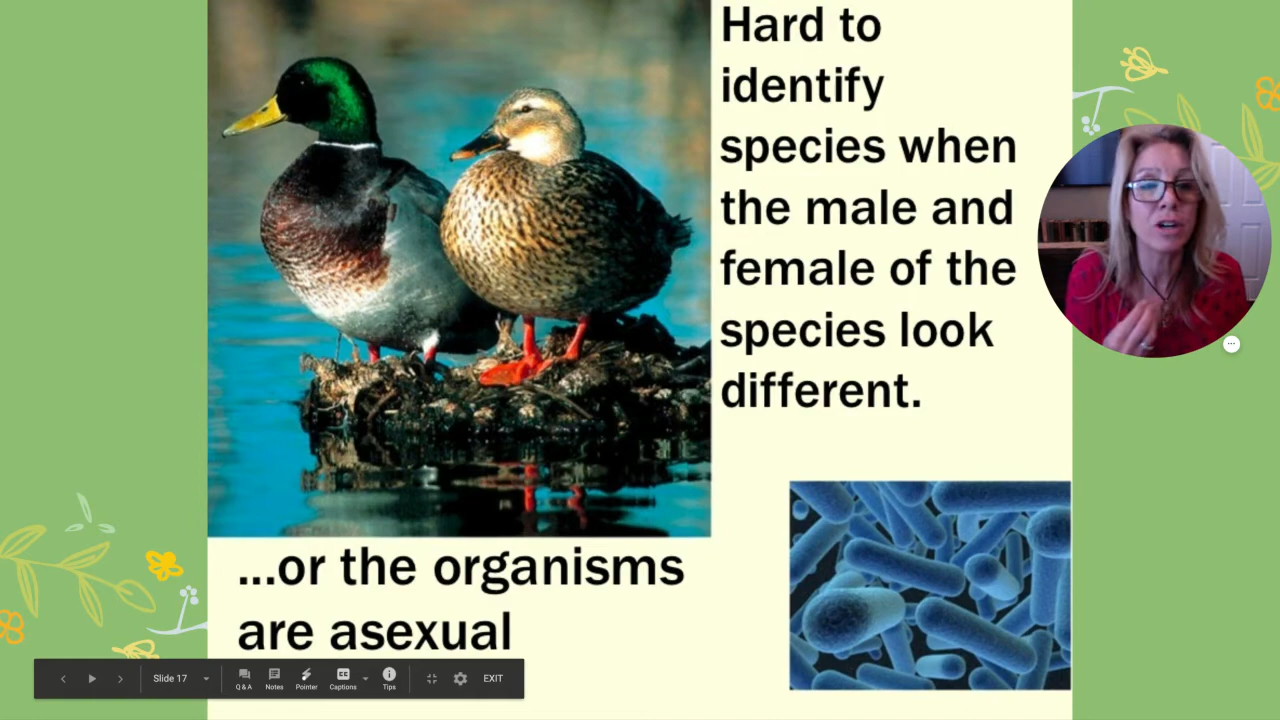 Hard to
identify
species when
the male and
female of the
species look
different.
...or the organisms
are asexual
Slide 17
Q & A
Notes
Pointer
CC
Captions
Tips
EXIT